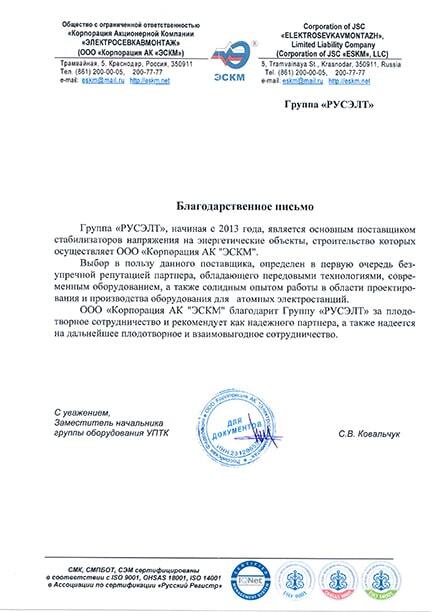 Общество с ограниченной ответственностью
«Корпорация Акционерной Компании
«ЭЛЕКТРОСЕВКАВМОНТАЖ»
(ООО «Корпорация АК «ЭСКМ»)
Трамвайная, 5, Краснодар, Россия, 350911
Тел. (861) 200-00-05, 200-77-77
e-mail: eskm@mail.ru http://eskm.net
ЭСКМ
Corporation of JSC
«ELEKTROSEVKAVMONTAZH»,
Limited Liability Company
(Corporation of JSC «ESKM», LLC)
5, Tramvainaya St., Krasnodar, 350911, Russia
Tel. (861) 200-00-05, 200-77-77
e-mail: eskm@mail.ru http://eskm.net
Группа «РУСЭЛТ»
Благодарственное письмо
Группа «РУСЭЛТ», начиная с 2013 года, является основным поставщиком
стабилизаторов напряжения на энергетические объекты, строительство которых
осуществляет ООО «Корпорация АК "ЭСКМ".
Выбор в пользу данного поставщика, определен в первую очередь без-
упречной репутацией партнера, обладающего передовыми технологиями, совре-
менным оборудованием, а также солидным опытом работы в области проектиро-
вания и производства оборудования для атомных электростанций.
ООО «Корпорация АК "ЭСКМ" благодарит Группу «РУСЭЛТ» за плодо-
творное сотрудничество и рекомендует как надежного партнера, а также надеется
на дальнейшее плодотворное и взаимовыгодное сотрудничество.
С уважением,
Заместитель начальника
группы оборудования УПТК
ДЛЯ
ДОКУМЕНТОВ
С.В. Ковальчук
СМК, СМПБОТ, СЭМ сертифицированы
в соответствии с ISO 9001, OHSAS 18001, ISO 14001
в Ассоциации по сертификации «Русский Регистр»
IQNet